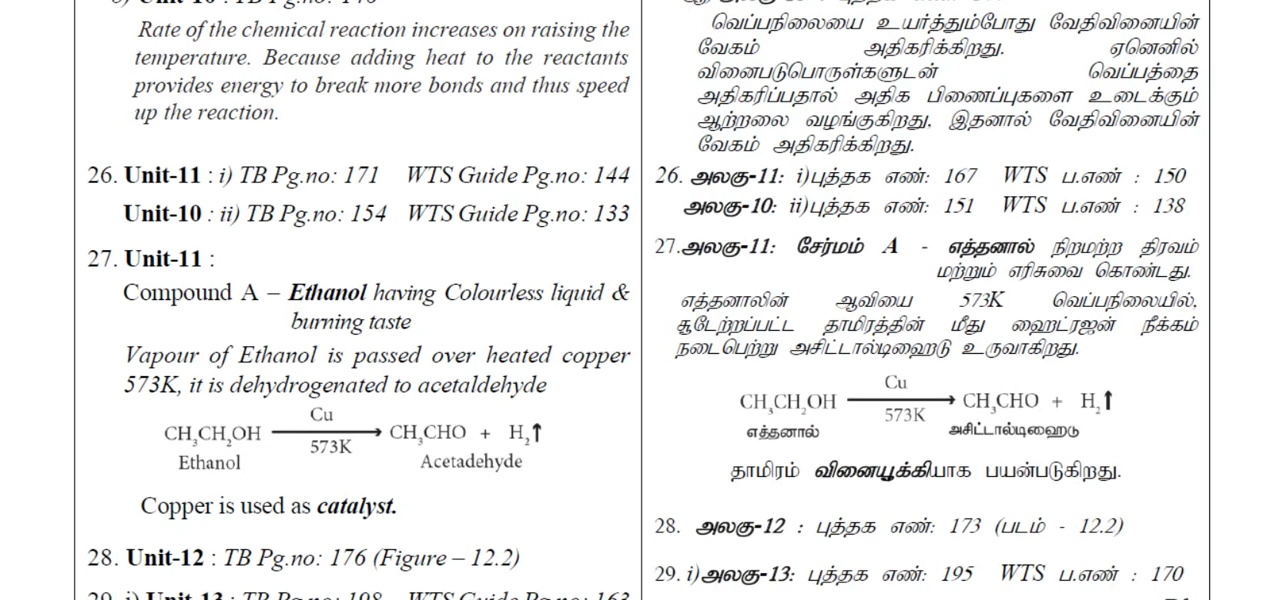 Rate of the chemical reaction increases on raising the
temperature. Because adding heat to the reactants
provides energy to break more bonds and thus speed
up the reaction.
26. Unit-11 : i) TB Pg.no: 171 WTS Guide Pg.no: 144
Unit-10 : ii) TB Pg.no: 154 WTS Guide Pg.no: 133
27. Unit-11 :
Compound A – Ethanol having Colourless liquid &
burning taste
Vapour of Ethanol is passed over heated copper
573K, it is dehydrogenated to acetaldehyde
Cu
CH₃CH₂OH ⟶ CH₃CHO + H₂↑
573K
Ethanol Acetadehyde
Copper is used as catalyst.
28. Unit-12 : TB Pg.no: 176 (Figure – 12.2)
வெப்பநிலையை உயர்த்தும்போது வேதிவினையின்
வேகம் அதிகரிக்கிறது. ஏனெனில்
வினைபடுபொருள்களுடன் வெப்பத்தை
அதிகரிப்பதால் அதிக பிணைப்புகளை உடைக்கும்
ஆற்றலை வழங்குகிறது, இதனால் வேதிவினையின்
வேகம் அதிகரிக்கிறது.
26. அலகு-11: i)புத்தக எண்: 167 WTS ப.எண் : 150
அலகு-10: ii)புத்தக எண்: 151 WTS ப.எண் : 138
27.அலகு-11: சேர்மம் A - எத்தனால் நிறமற்ற திரவம்
மற்றும் எரிசுவை கொண்டது.
எத்தனாலின் ஆவியை 573K வெப்பநிலையில்,
சூடேற்றப்பட்ட தாமிரத்தின் மீது ஹைட்ரஜன் நீக்கம்
நடைபெற்று அசிட்டால்டிஹைடு உருவாகிறது.
Cu
CH₃CH₂OH ⟶ CH₃CHO + H₂↑
573K
எத்தனால் அசிட்டால்டிஹைடு
தாமிரம் வினையூக்கியாக பயன்படுகிறது.
28. அலகு-12 : புத்தக எண்: 173 (படம் - 12.2)
29. i)அலகு-13: புத்தக எண்: 195 WTS ப.எண் : 170